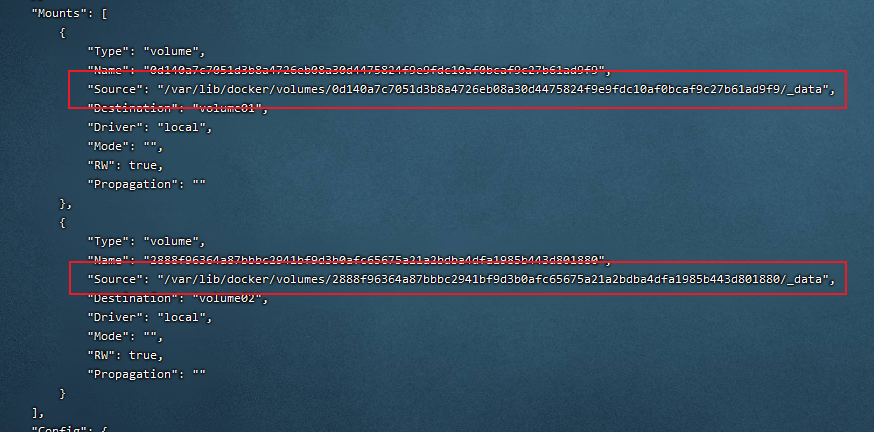 "Mounts": [
{
"Type": "volume",
"Name": "0d140a7c7051d3b8a4726eb08a30d4475824f9e9fdc10af0bcaf9c27b61ad9f9",
"Source": "/var/lib/docker/volumes/0d140a7c7051d3b8a4726eb08a30d4475824f9e9fdc10af0bcaf9c27b61ad9f9/_data",
"Destination": "volume01",
"Driver": "local",
"Mode": "",
"RW": true,
"Propagation": ""
},
{
"Type": "volume",
"Name": "2888f96364a87bbbc2941bf9d3b0afc65675a21a2bdba4dfa1985b443d801880",
"Source": "/var/lib/docker/volumes/2888f96364a87bbbc2941bf9d3b0afc65675a21a2bdba4dfa1985b443d801880/_data",
"Destination": "volume02",
"Driver": "local",
"Mode": "",
"RW": true,
"Propagation": ""
}
],
"Config": {